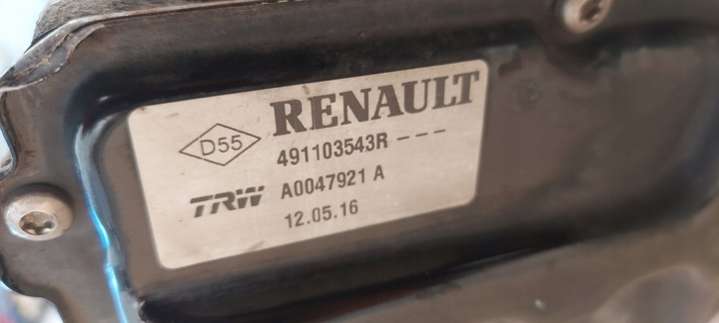 RENAULT
D55
491103543R---
TRW A0047921 A
12.05.16